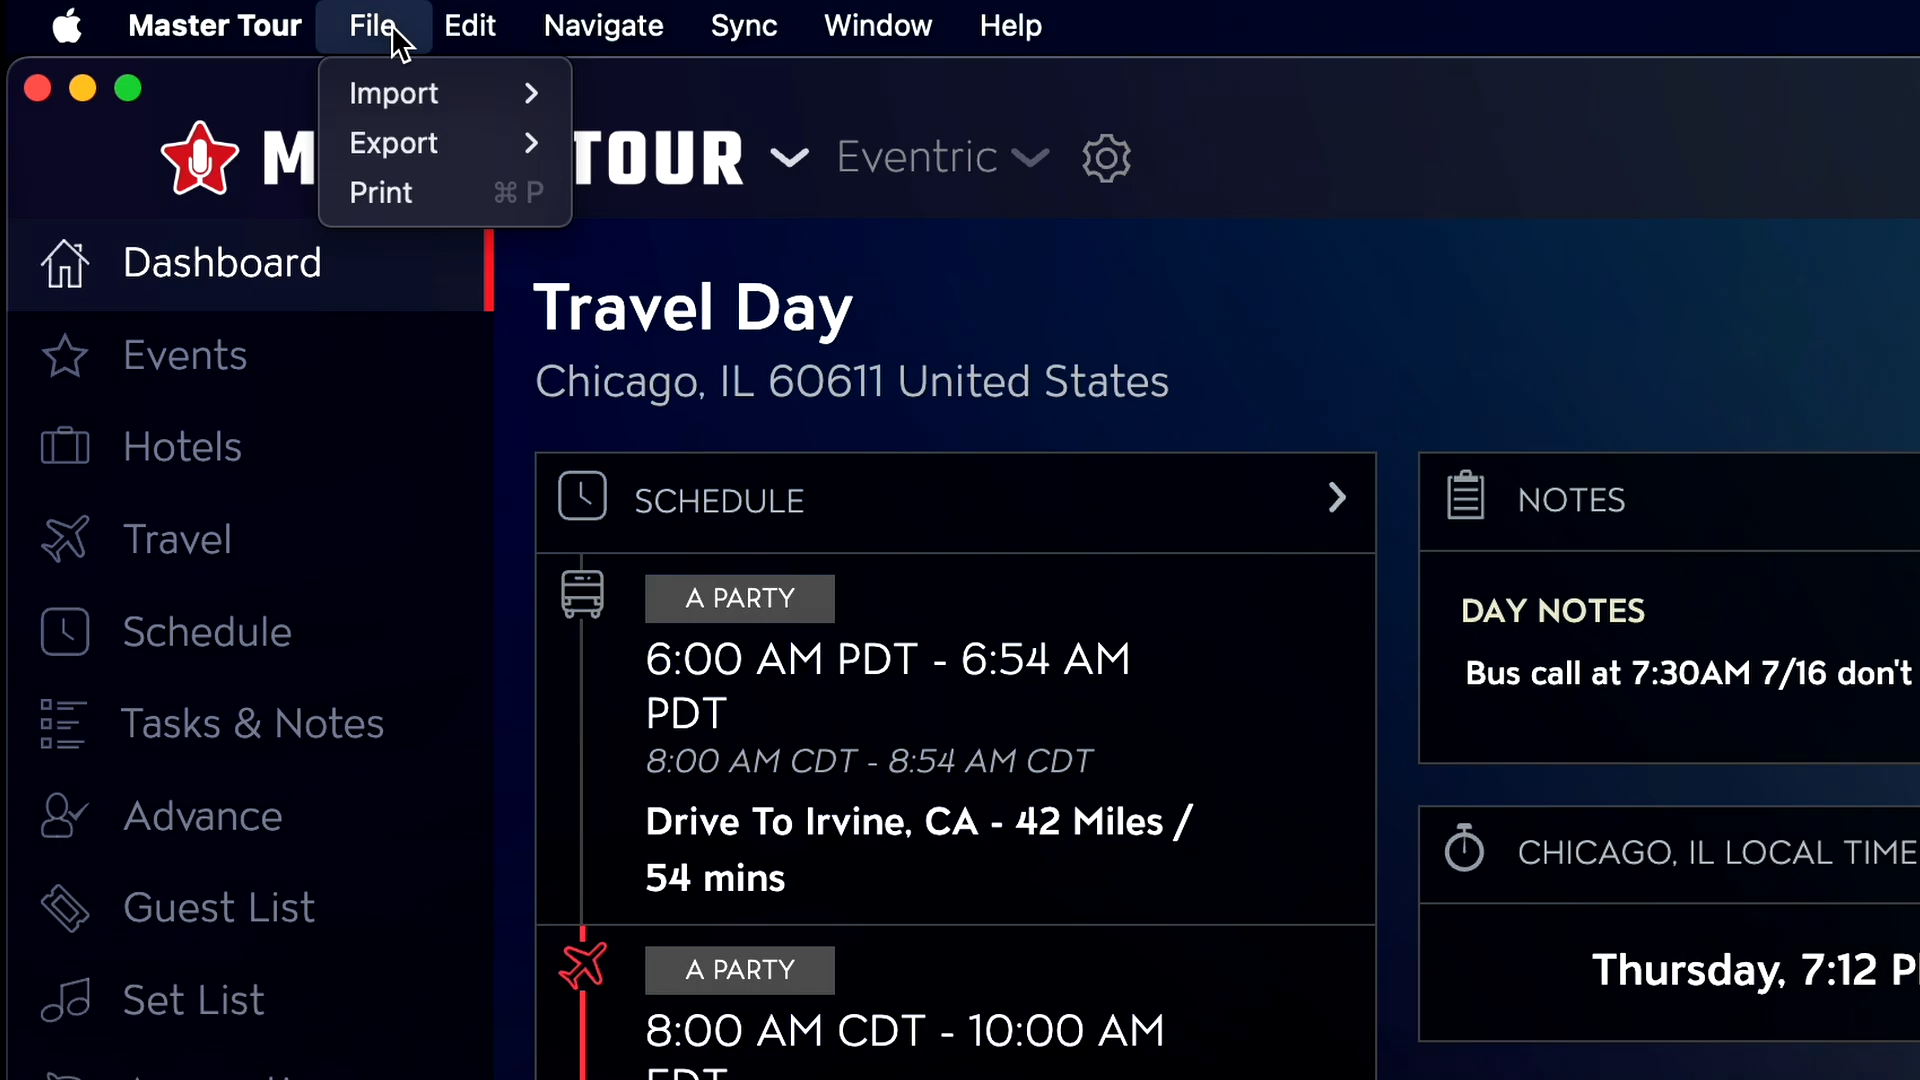 Master Tour File Edit Navigate Sync Window Help
Import
Export
Print ⌘ P
TOUR Eventric
Dashboard
Events
Hotels
Travel
Schedule
Tasks & Notes
Advance
Guest List
Set List
Travel Day
Chicago, IL 60611 United States
SCHEDULE
A PARTY
6:00 AM PDT - 6:54 AM
PDT
8:00 AM CDT - 8:54 AM CDT
Drive To Irvine, CA - 42 Miles /
54 mins
A PARTY
8:00 AM CDT - 10:00 AM
EDT
NOTES
DAY NOTES
Bus call at 7:30AM 7/16 don't
CHICAGO, IL LOCAL TIME
Thursday, 7:12 P